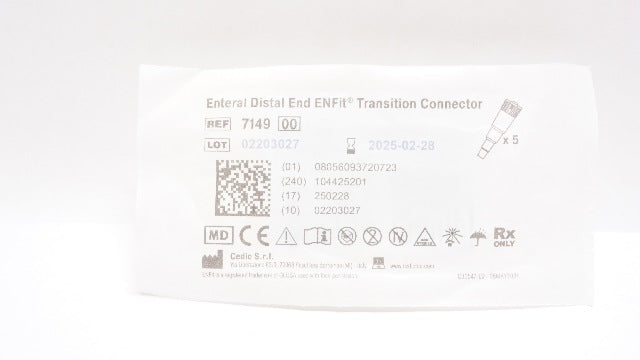 Enteral Distal End ENFit® Transition Connector
REF 7149 00
LOT 02203027 2025-02-28
x 5
(01) 08056093720723
(240) 104425201
(17) 250228
(10) 02203027
MD CE Rx ONLY
Cedic S.r.l.